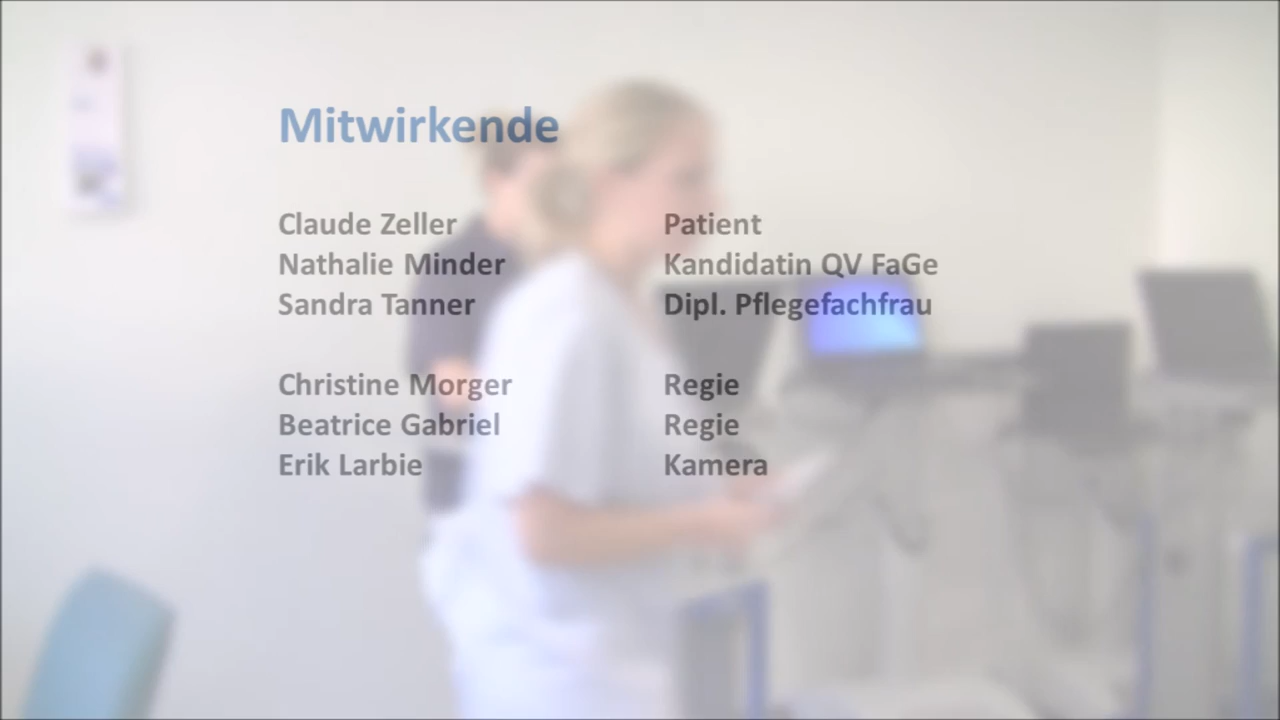 Mitwirkende
Claude Zeller Patient
Nathalie Minder Kandidatin QV FaGe
Sandra Tanner Dipl. Pflegefachfrau
Christine Morger Regie
Beatrice Gabriel Regie
Erik Larbie Kamera